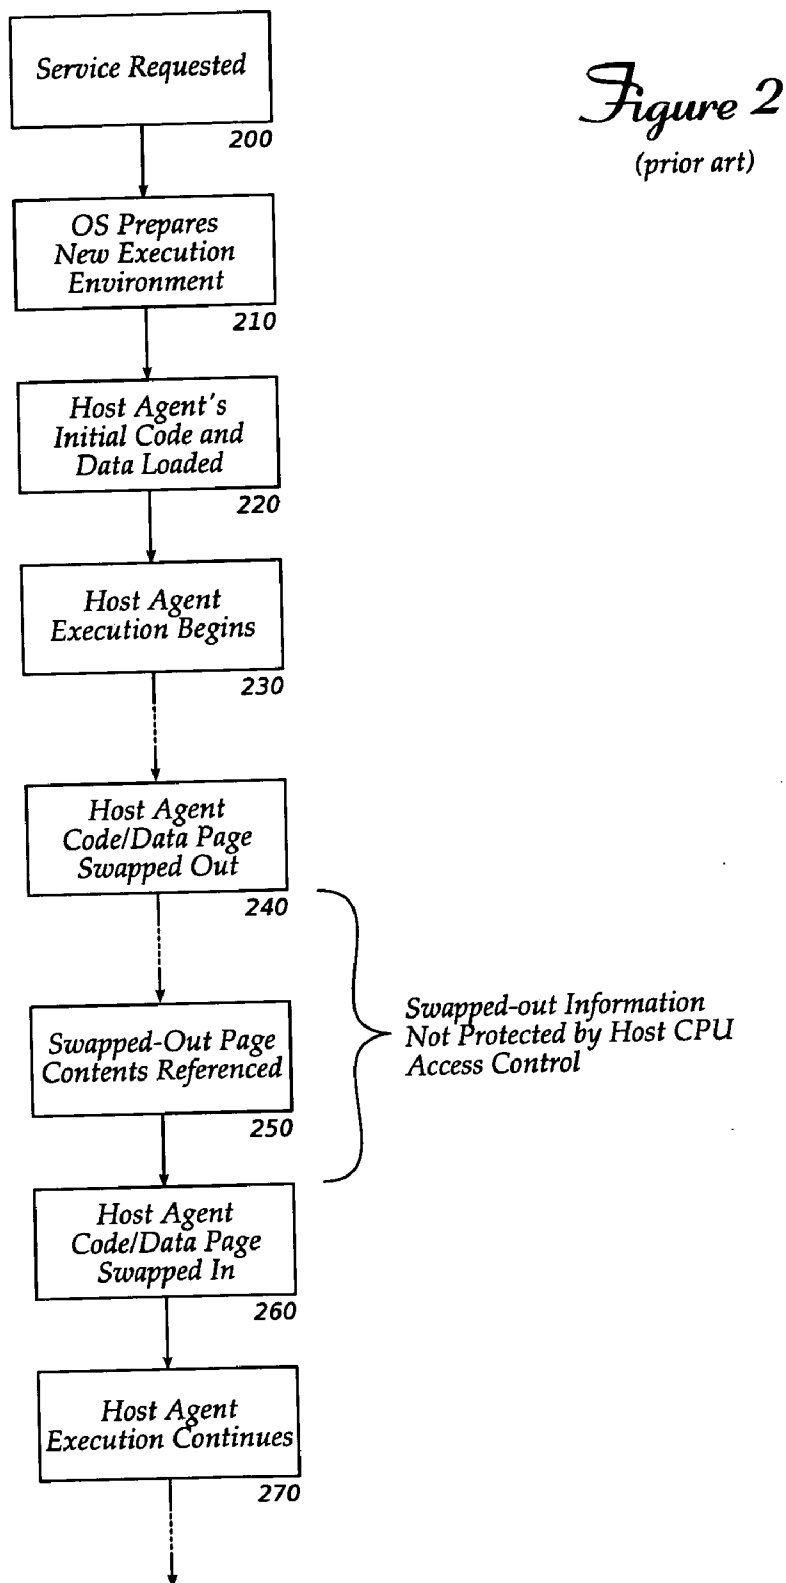 Service Requested
200
Figure 2
(prior art)
OS Prepares
New Execution
Environment
210
Host Agent's
Initial Code and
Data Loaded
220
Host Agent
Execution Begins
230
Host Agent
Code/Data Page
Swapped Out
240
Swapped-out Information
Not Protected by Host CPU
Access Control
Swapped-Out Page
Contents Referenced
250
Host Agent
Code/Data Page
Swapped In
260
Host Agent
Execution Continues
270